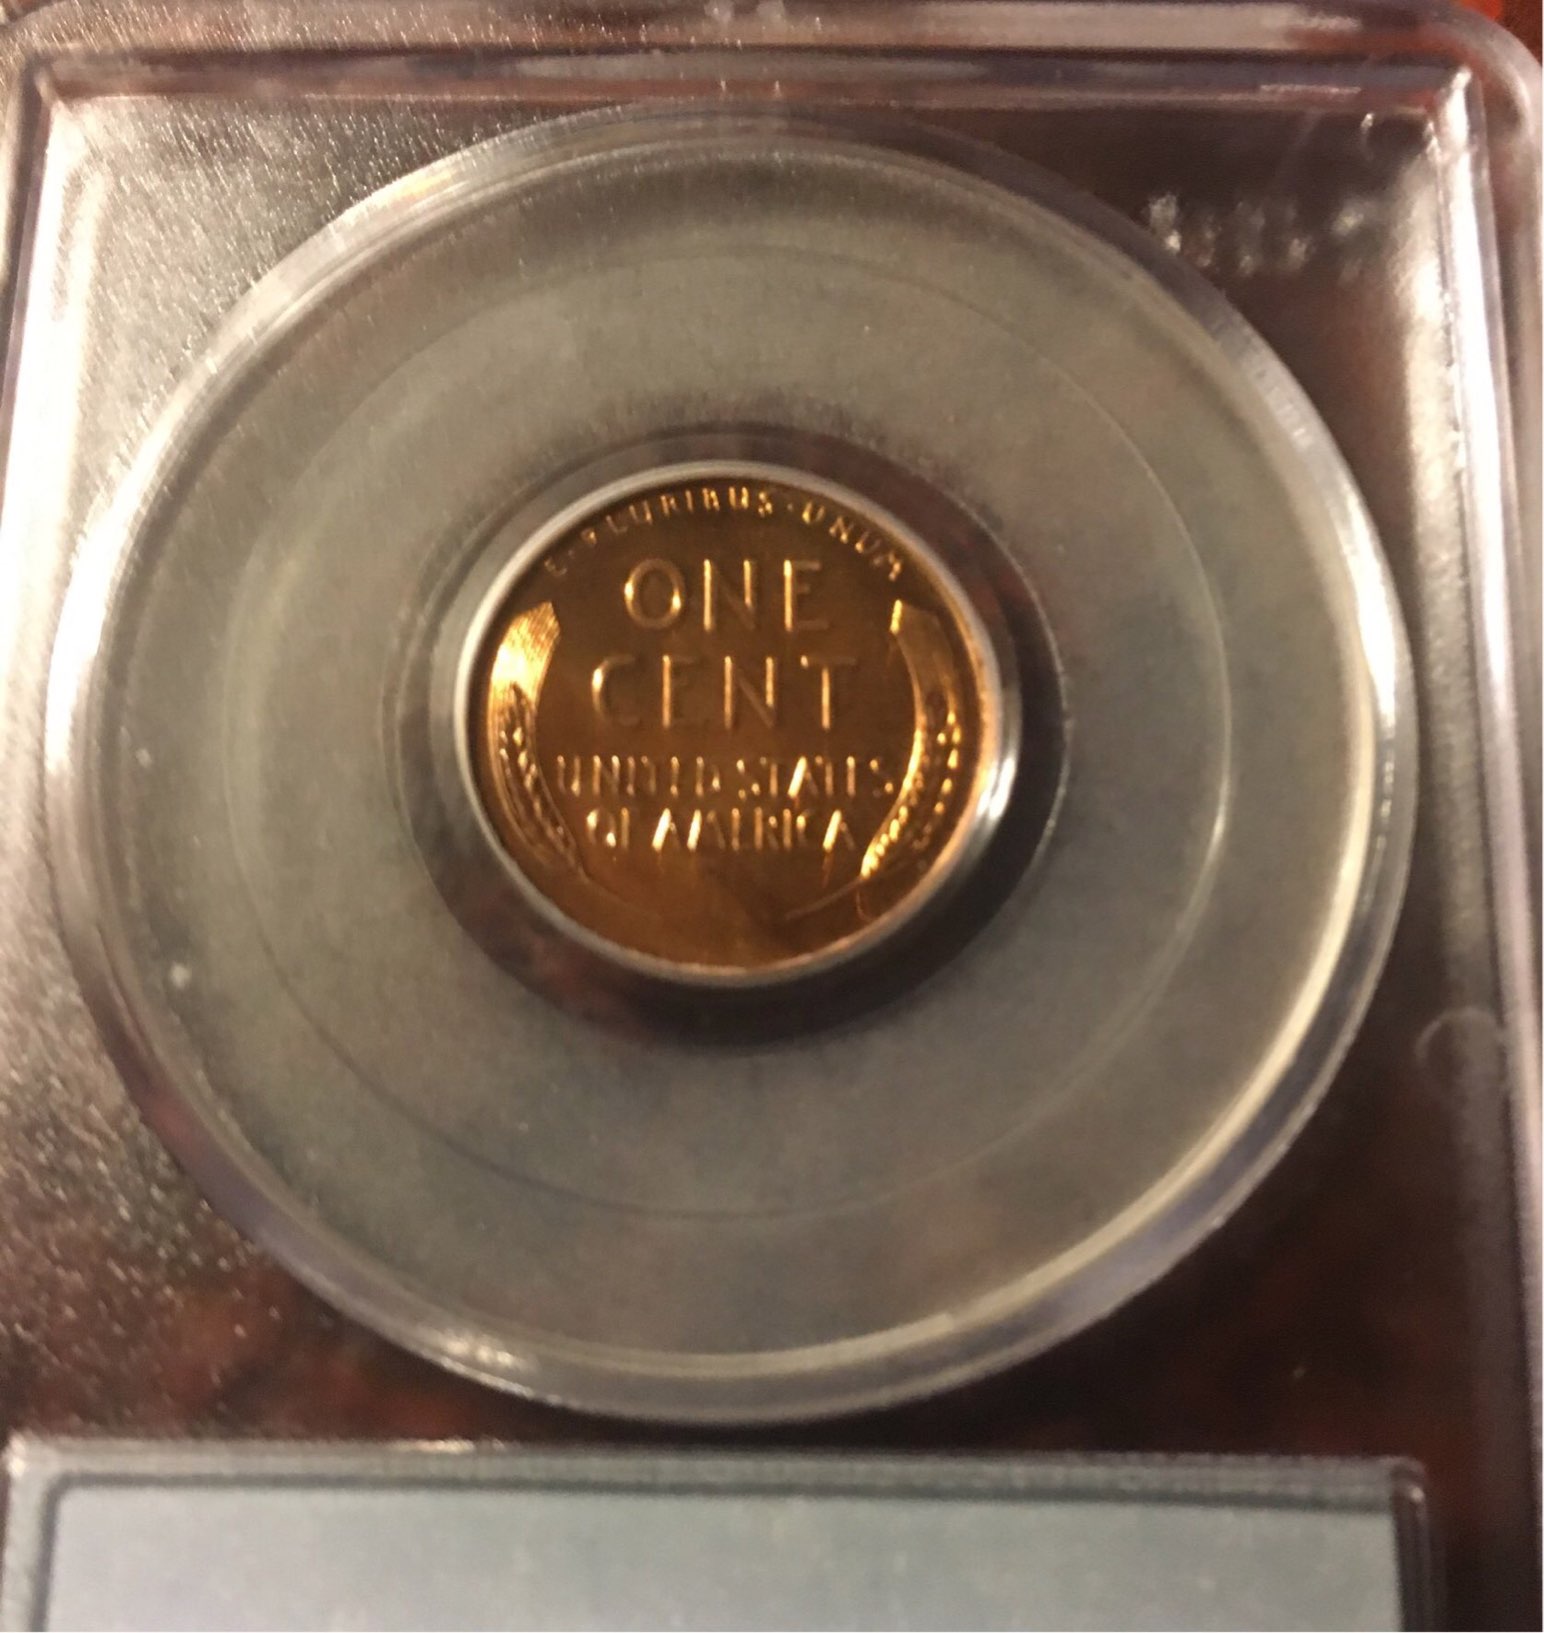 E·PLURIBUS·UNUM
ONE
CENT
UNITED STATES
OF AMERICA